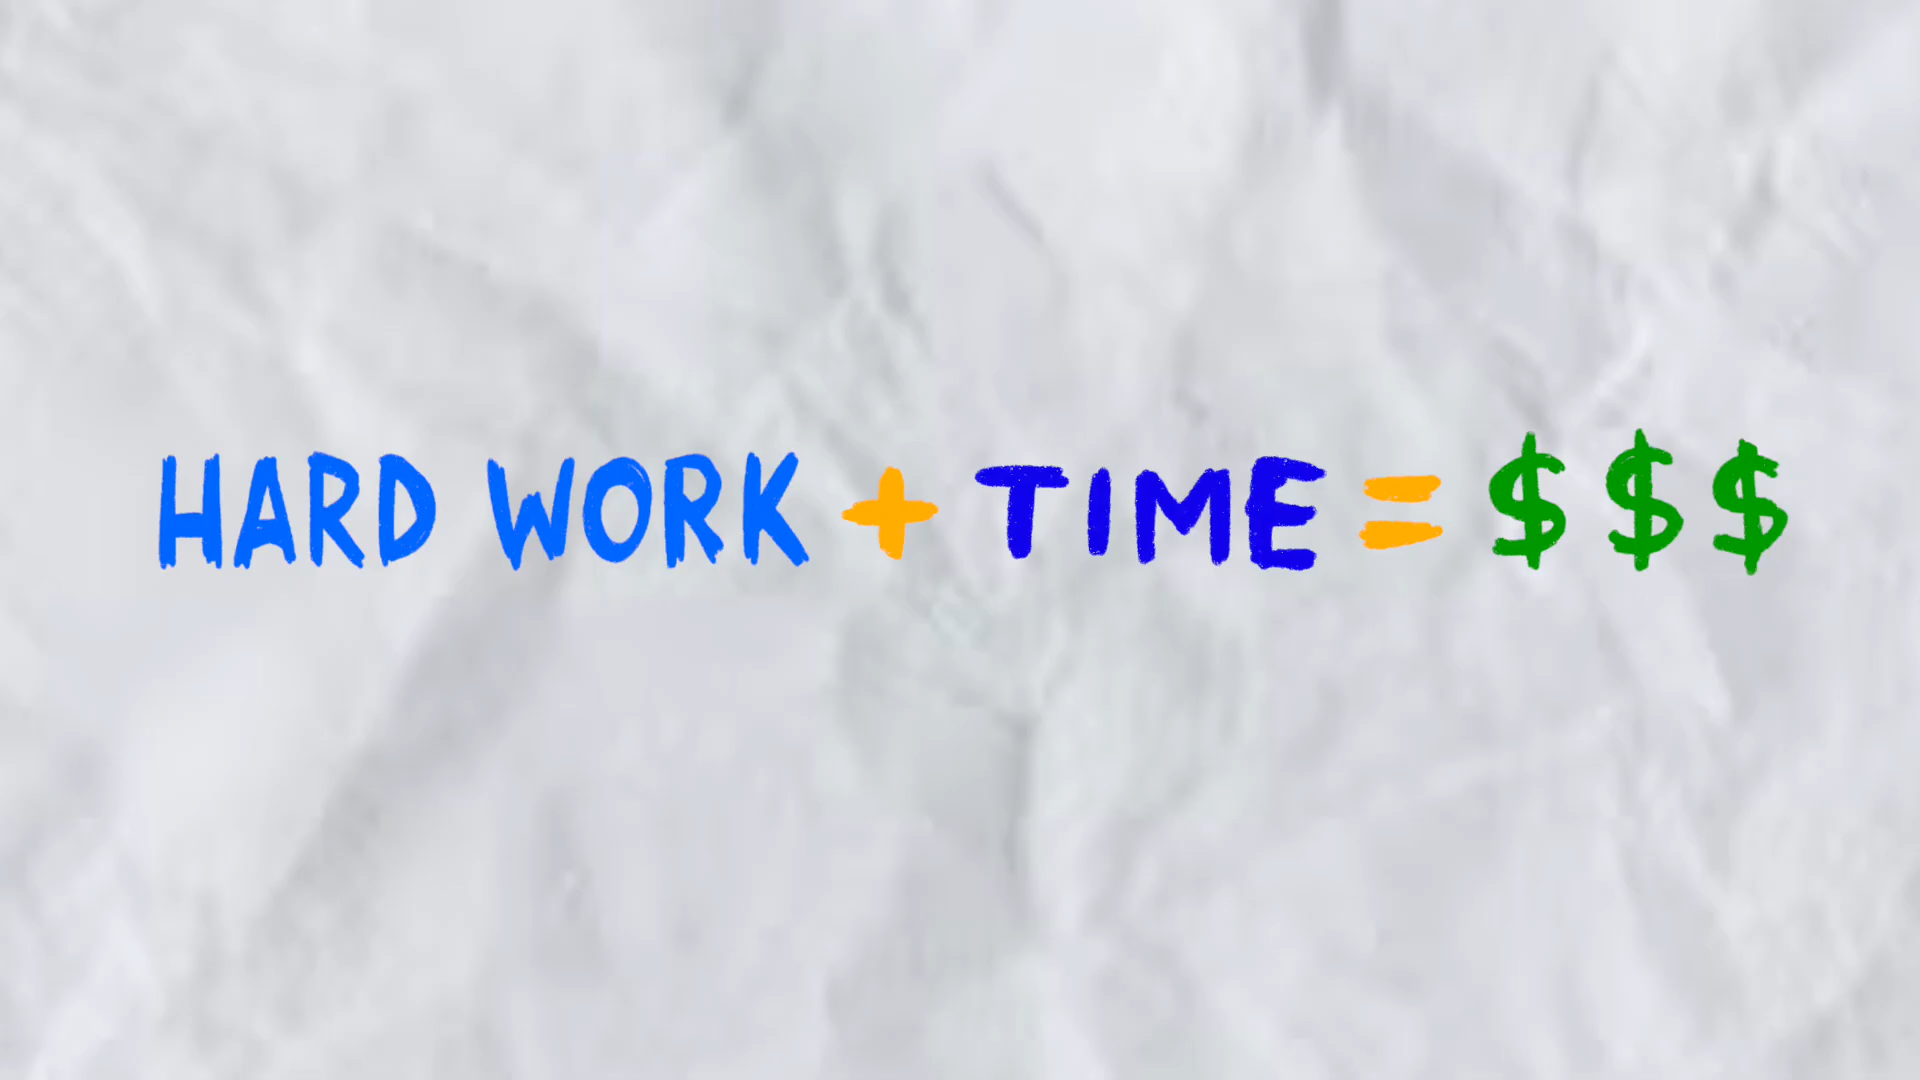 HARD WORK + TIME = $ $ $